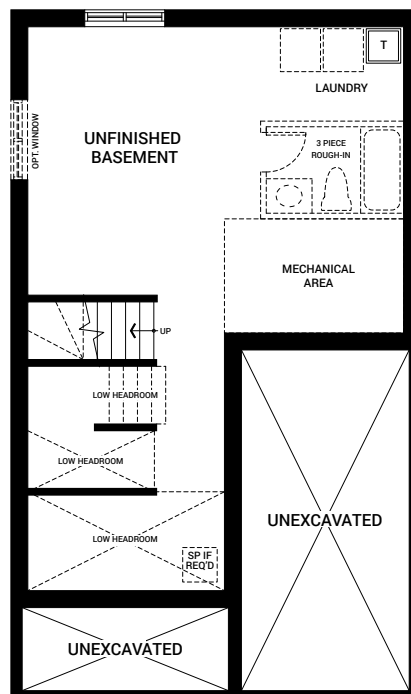 T
LAUNDRY
OPT. WINDOW
UNFINISHED
BASEMENT
3 PIECE
ROUGH-IN
MECHANICAL
AREA
UP
LOW HEADROOM
LOW HEADROOM
UNEXCAVATED
LOW HEADROOM
SP IF
REQ'D
UNEXCAVATED